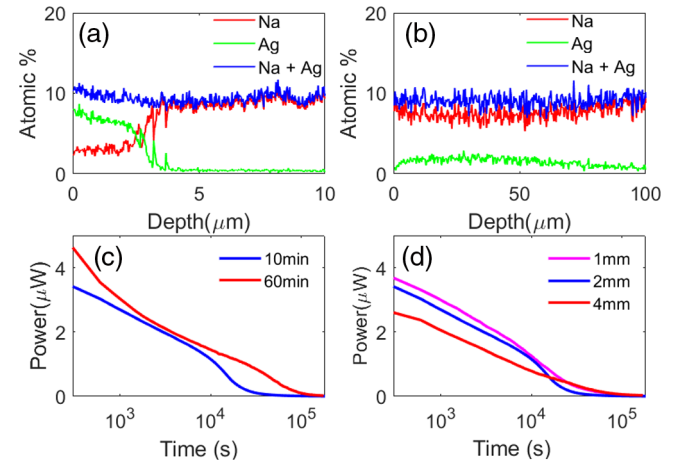 (a)
Na
Ag
Na + Ag
Atomic %
20
10
0
0
5
10
Depth(μm)
(b)
Na
Ag
Na + Ag
Atomic %
20
10
0
0
50
100
Depth(μm)
(c)
10min
60min
Power(μW)
4
2
0
10³
10⁴
10⁵
Time (s)
(d)
1mm
2mm
4mm
Power(μW)
4
2
0
10³
10⁴
10⁵
Time (s)